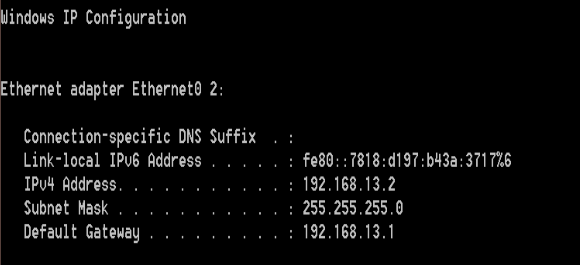 Windows IP Configuration
Ethernet adapter Ethernet0 2:
Connection-specific DNS Suffix . :
Link-local IPv6 Address . . . . . : fe80::7818:d197:b43a:3717%6
IPv4 Address. . . . . . . . . . . : 192.168.13.2
Subnet Mask . . . . . . . . . . . : 255.255.255.0
Default Gateway . . . . . . . . . : 192.168.13.1